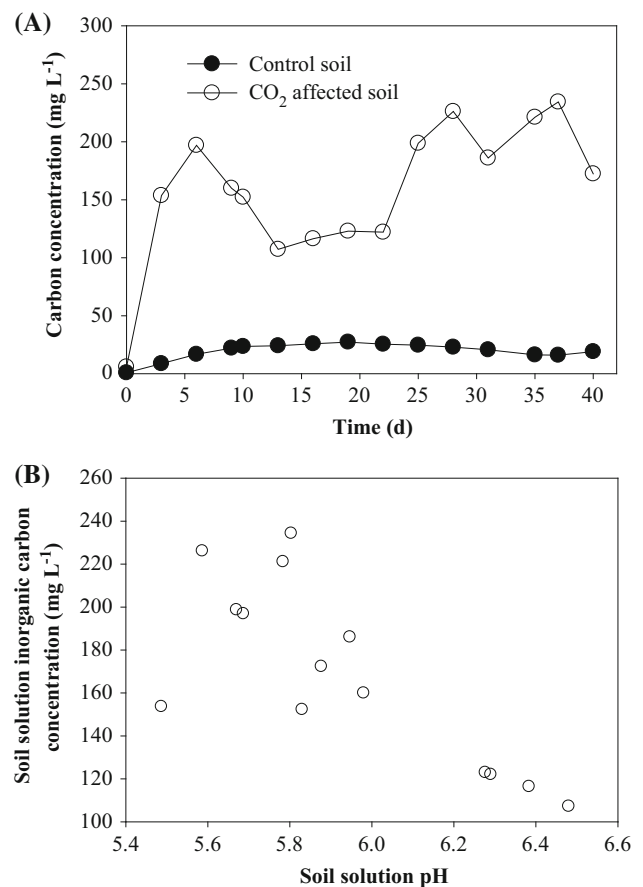 (A)
300
250
200
150
100
50
0
Carbon concentration (mg L-1)
Control soil
CO2 affected soil
0 5 10 15 20 25 30 35 40
Time (d)
(B)
260
240
220
200
180
160
140
120
100
Soil solution inorganic carbon
concentration (mg L-1)
5.4 5.6 5.8 6.0 6.2 6.4 6.6
Soil solution pH